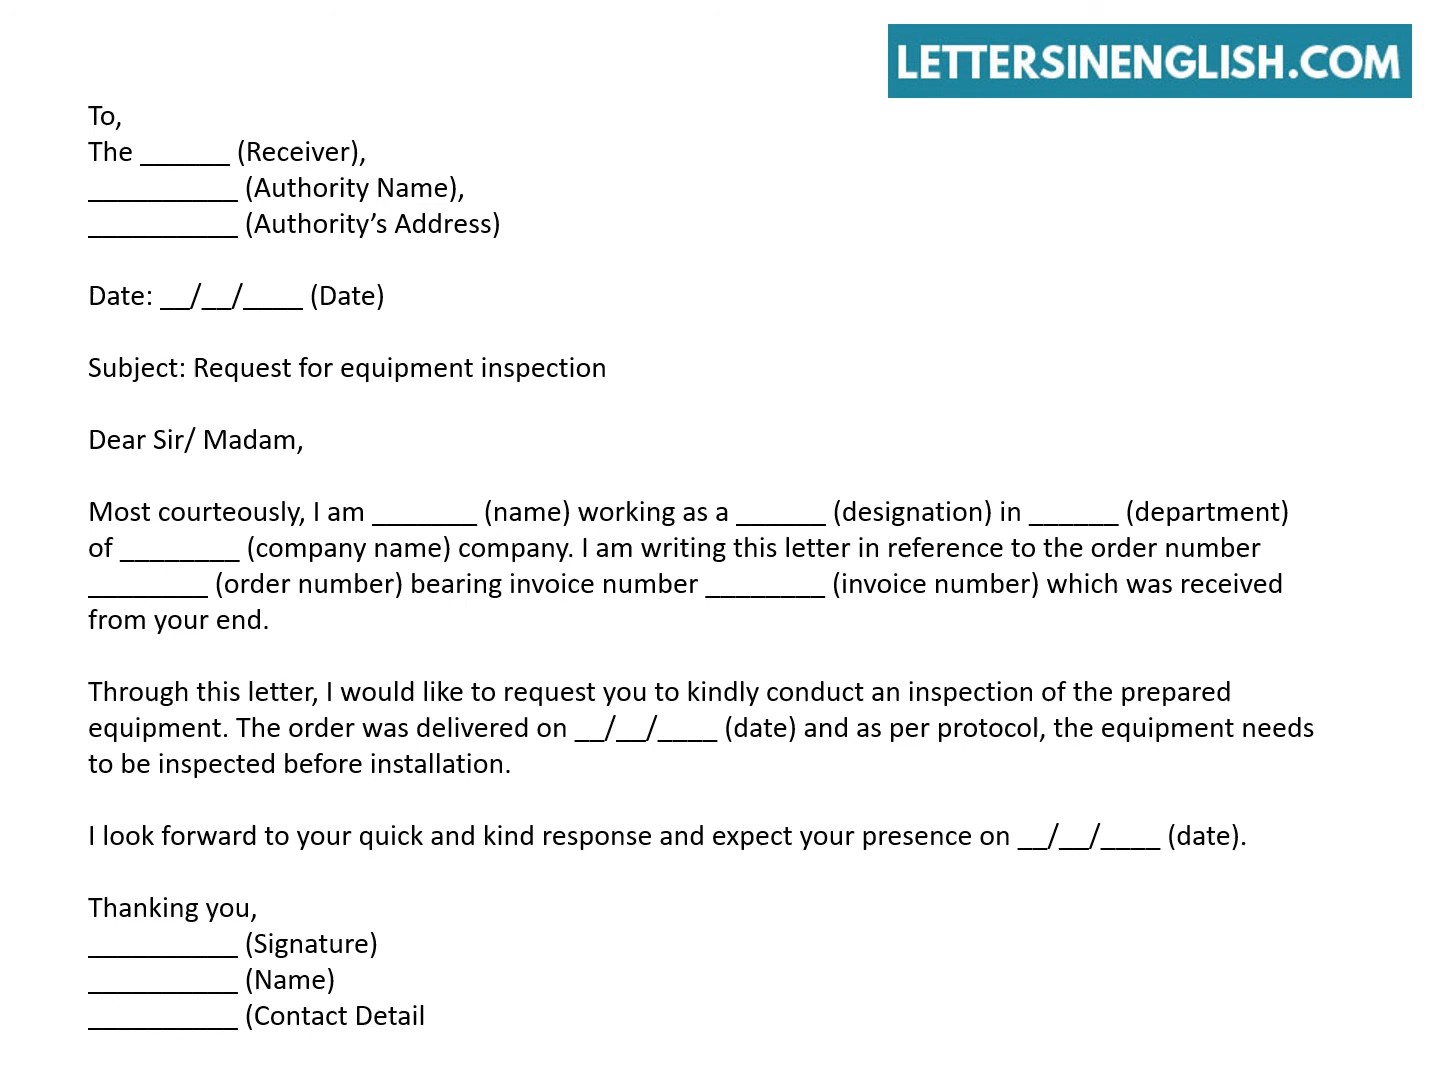 LETTERSINENGLISH.COM
To,
The ______ (Receiver),
__________ (Authority Name),
__________ (Authority’s Address)
Date: __/__/____ (Date)
Subject: Request for equipment inspection
Dear Sir/ Madam,
Most courteously, I am _______ (name) working as a ______ (designation) in ______ (department)
of ________ (company name) company. I am writing this letter in reference to the order number
________ (order number) bearing invoice number ________ (invoice number) which was received
from your end.
Through this letter, I would like to request you to kindly conduct an inspection of the prepared
equipment. The order was delivered on __/__/____ (date) and as per protocol, the equipment needs
to be inspected before installation.
I look forward to your quick and kind response and expect your presence on __/__/____ (date).
Thanking you,
__________ (Signature)
__________ (Name)
__________ (Contact Detail